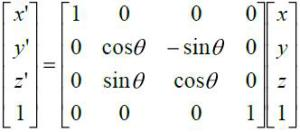 x' 1 0 0 0 x
y' 0 cosθ −sinθ 0 y
z' = 0 sinθ cosθ 0 z
1 0 0 0 1 1